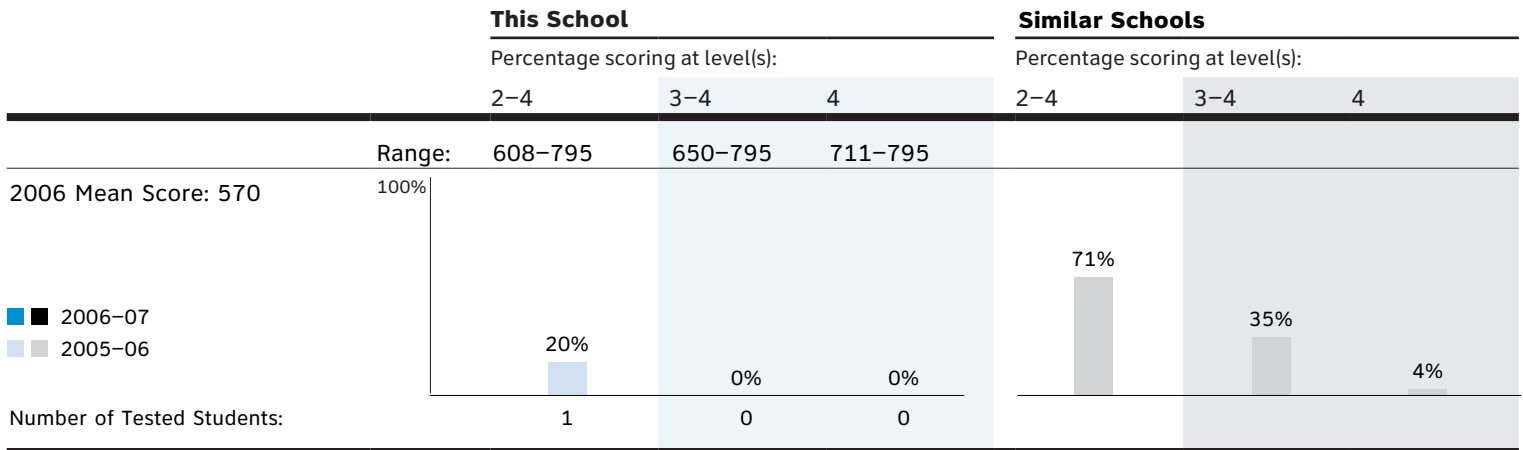 This School Similar Schools
Percentage scoring at level(s): Percentage scoring at level(s):
2–4 3–4 4 2–4 3–4 4
Range: 608–795 650–795 711–795
2006 Mean Score: 570 100%
71%
2006–07 35%
2005–06 20% 0% 0% 4%
Number of Tested Students: 1 0 0